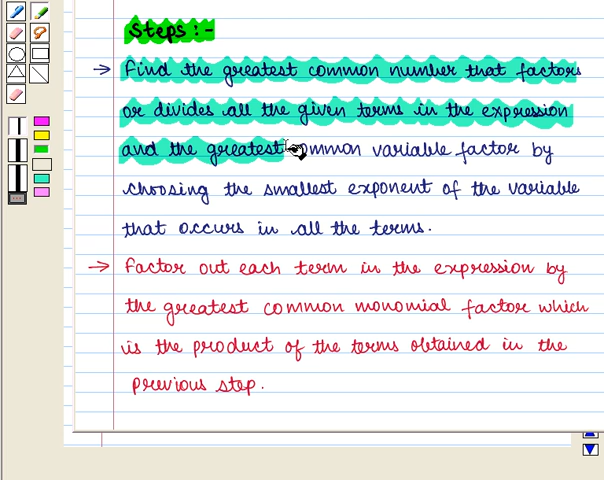 Steps :-
→ Find the greatest common number that factors
or divides all the given terms in the expression
and the greatest common variable factor by
choosing the smallest exponent of the variable
that occurs in all the terms.
→ Factor out each term in the expression by
the greatest common monomial factor which
is the product of the terms obtained in the
previous step.